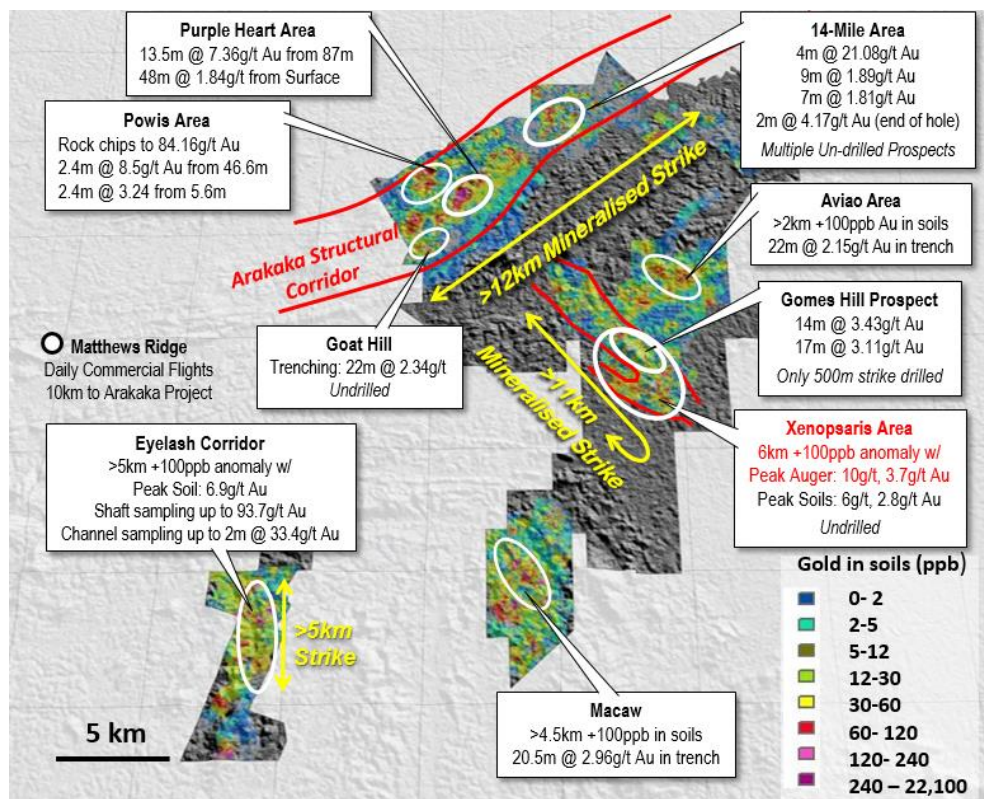 Purple Heart Area
13.5m @ 7.36g/t Au from 87m
48m @ 1.84g/t from Surface
14-Mile Area
4m @ 21.08g/t Au
9m @ 1.89g/t Au
7m @ 1.81g/t Au
2m @ 4.17g/t Au (end of hole)
Multiple Un-drilled Prospects
Powis Area
Rock chips to 84.16g/t Au
2.4m @ 8.5g/t Au from 46.6m
2.4m @ 3.24 from 5.6m
Aviao Area
>2km +100ppb Au in soils
22m @ 2.15g/t Au in trench
Arakaka Structural
Corridor
>12km Mineralised Strike
Gomes Hill Prospect
14m @ 3.43g/t Au
17m @ 3.11g/t Au
Only 500m strike drilled
Matthews Ridge
Daily Commercial Flights
10km to Arakaka Project
Goat Hill
Trenching: 22m @ 2.34g/t
Undrilled
>11km
Mineralised Strike
Xenopsaris Area
6km +100ppb anomaly w/
Peak Auger: 10g/t, 3.7g/t Au
Peak Soils: 6g/t, 2.8g/t Au
Undrilled
Eyelash Corridor
>5km +100ppb anomaly w/
Peak Soil: 6.9g/t Au
Shaft sampling up to 93.7g/t Au
Channel sampling up to 2m @ 33.4g/t Au
>5km
Strike
Macaw
>4.5km +100ppb in soils
20.5m @ 2.96g/t Au in trench
5 km
Gold in soils (ppb)
0- 2
2-5
5-12
12-30
30-60
60- 120
120- 240
240 – 22,100